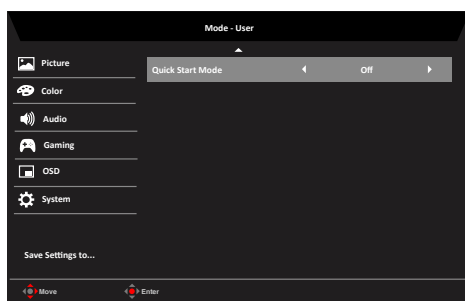 Mode - User
Picture
Quick Start Mode Off
Color
Audio
Gaming
OSD
System
Save Settings to...
Move Enter